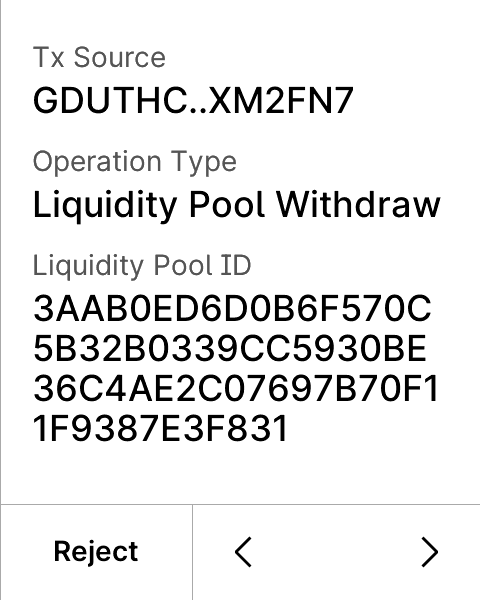 Tx Source
GDUTHC..XM2FN7
Operation Type
Liquidity Pool Withdraw
Liquidity Pool ID
3AAB0ED6D0B6F570C
5B32B0339CC5930BE
36C4AE2C07697B70F1
1F9387E3F831
Reject